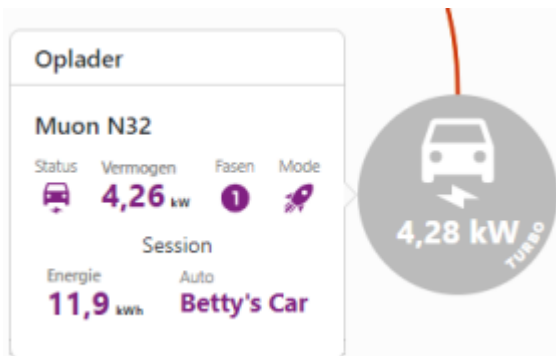 Oplader
Muon N32
Status Vermogen Fasen Mode
4,26 kW 1
Session
Energie Auto
11,9 kWh Betty's Car
4,28 kW
TURBO